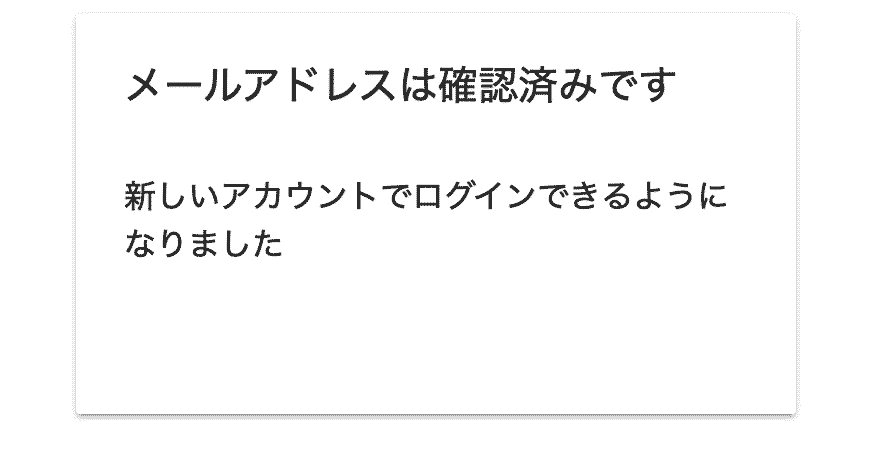 メールアドレスは確認済みです
新しいアカウントでログインできるように
なりました